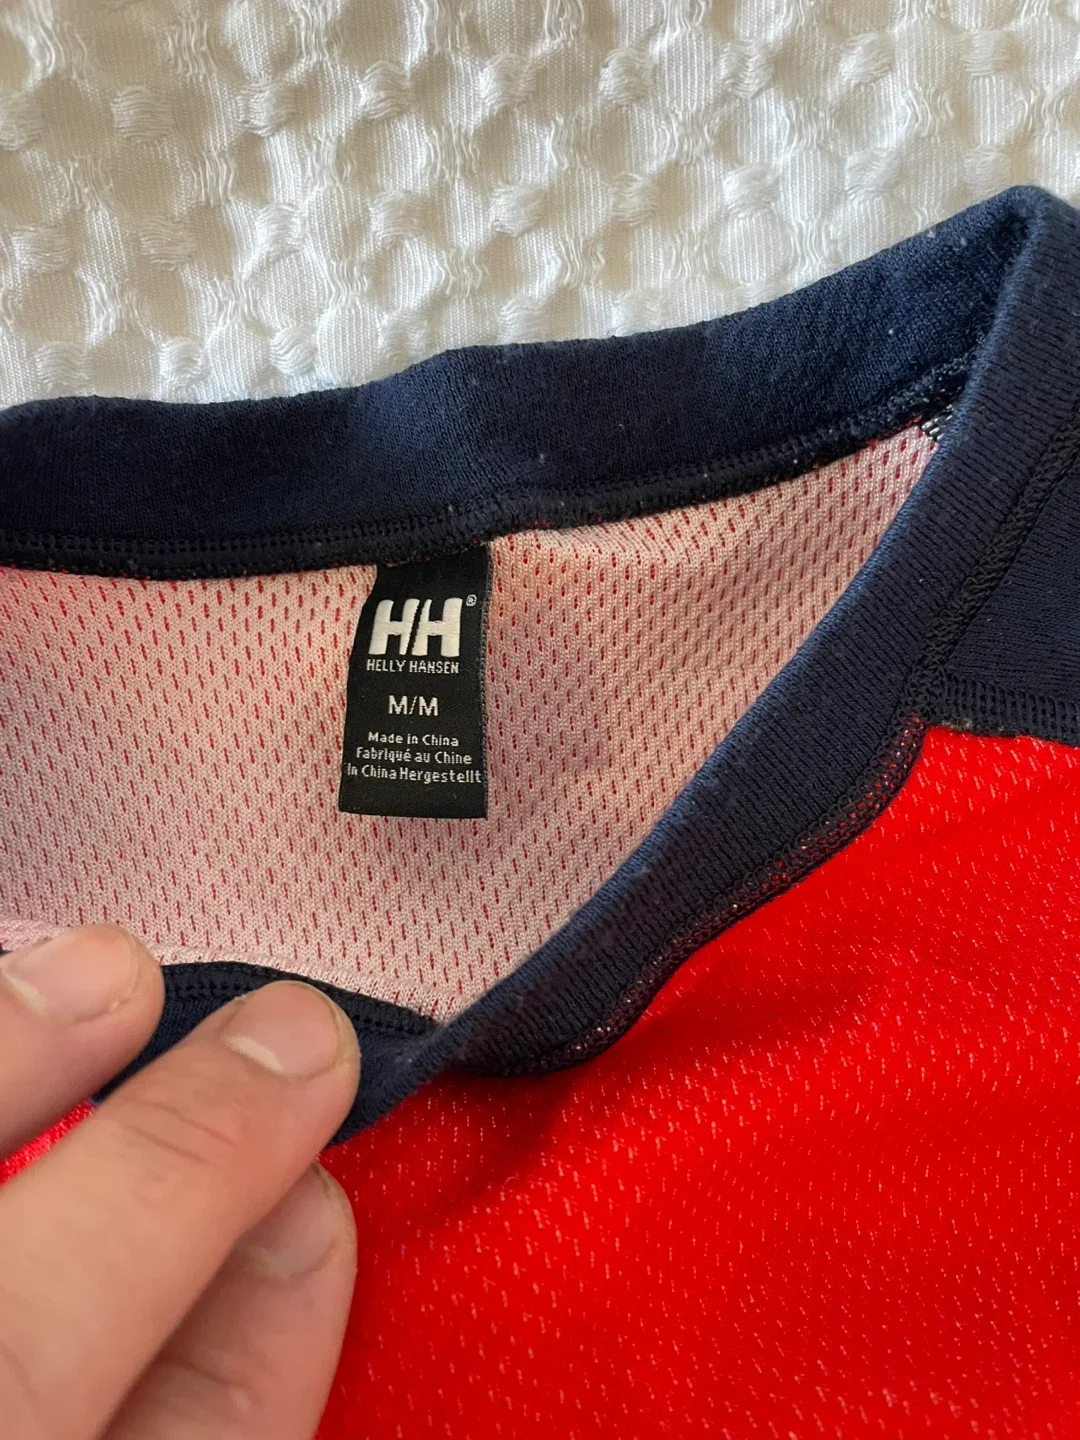 HH®
HELLY HANSEN
M/M
Made in China
Fabriqué au Chine
In China Hergestellt